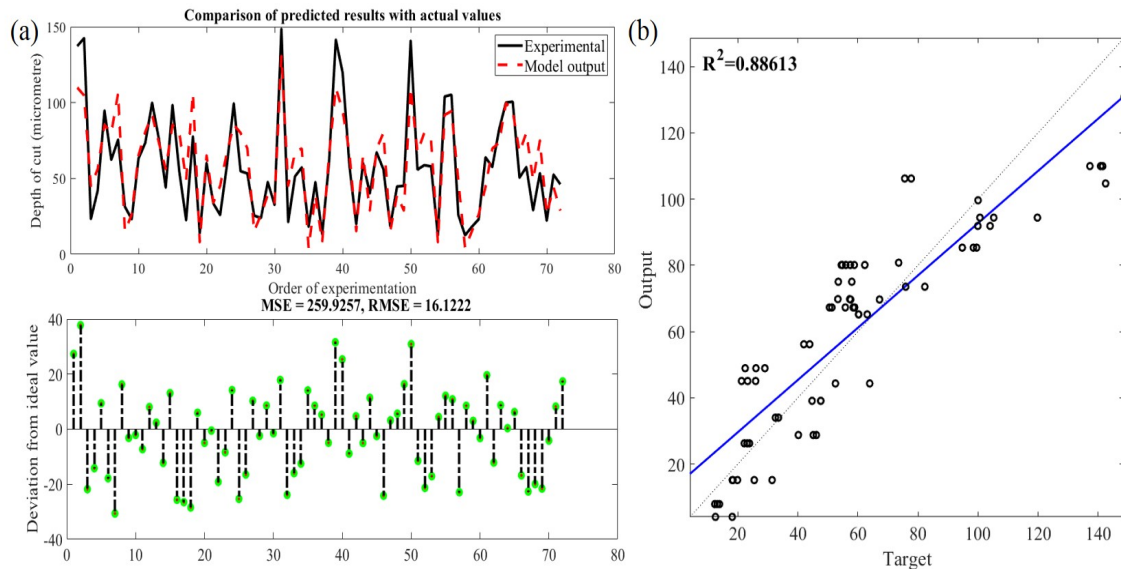 (a)
Comparison of predicted results with actual values
Depth of cut (micrometre)
150
100
50
0
Experimental
Model output
0 10 20 30 40 50 60 70 80
Order of experimentation
MSE = 259.9257, RMSE = 16.1222
Deviation from ideal value
40
20
0
-20
-40
0 10 20 30 40 50 60 70 80
(b)
R²=0.88613
Output
140
120
100
80
60
40
20
20 40 60 80 100 120 140
Target